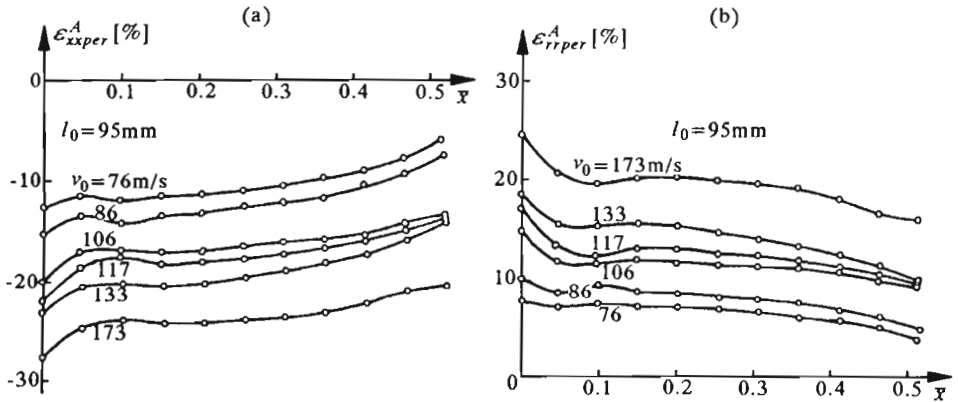 (a)
ε^A_xxper [%]
0
0.1 0.2 0.3 0.4 0.5
x̄
l₀ = 95mm
-10
v₀ = 76m/s
86
106
-20
117
133
173
-30
(b)
ε^A_rrper [%]
30
l₀ = 95mm
v₀ = 173m/s
20
133
117
106
10
86
76
0
0.1 0.2 0.3 0.4 0.5
x̄